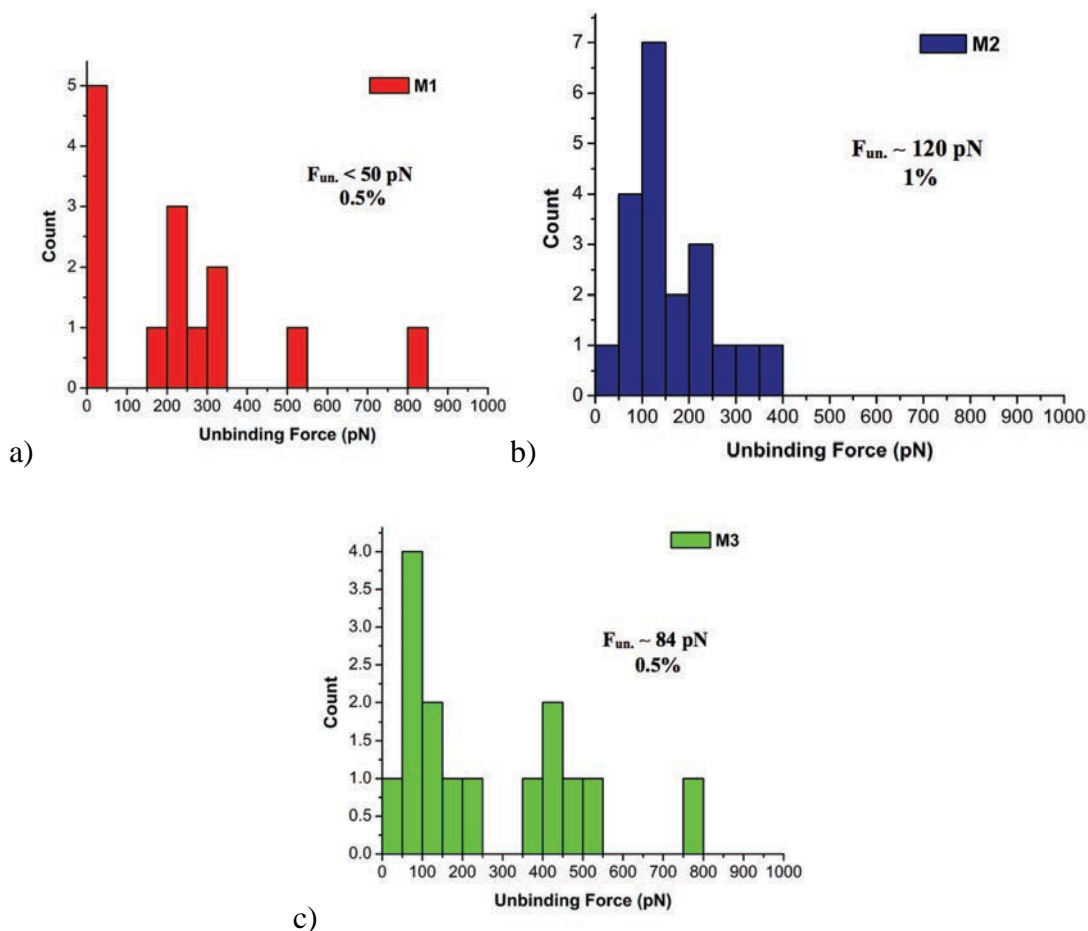 M1
F un. < 50 pN
0.5%
Count
5
4
3
2
1
0
0 100 200 300 400 500 600 700 800 900 1000
Unbinding Force (pN)
a)
M2
F un. ~ 120 pN
1%
Count
7
6
5
4
3
2
1
0
0 100 200 300 400 500 600 700 800 900 1000
Unbinding Force (pN)
b)
M3
F un. ~ 84 pN
0.5%
Count
4.0
3.5
3.0
2.5
2.0
1.5
1.0
0.5
0.0
0 100 200 300 400 500 600 700 800 900 1000
Unbinding Force (pN)
c)